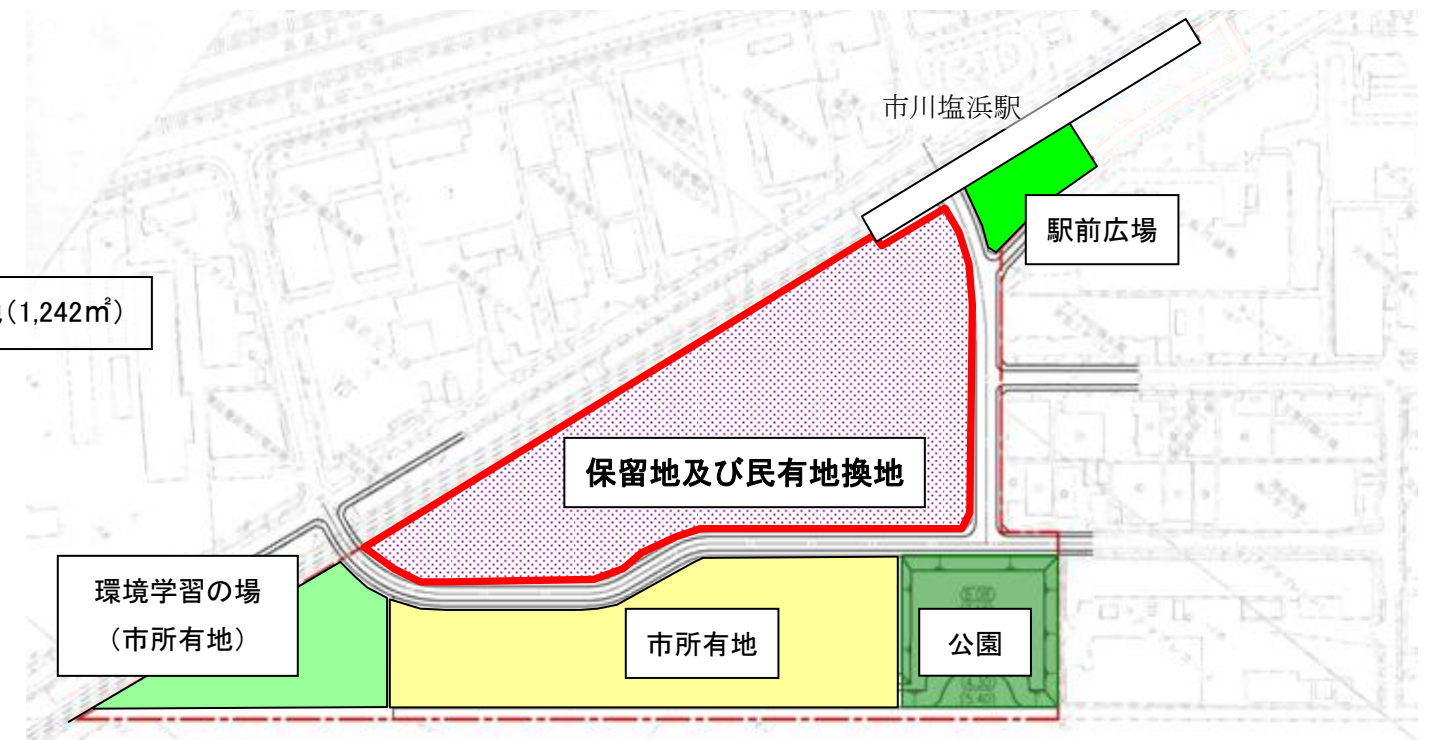 市川塩浜駅
駅前広場
(1,242㎡)
保留地及び民有地換地
環境学習の場
(市所有地)
市所有地
公園